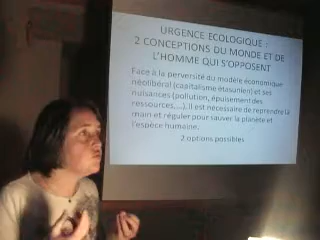 URGENCE ECOLOGIQUE :
2 CONCEPTIONS DU MONDE ET DE
L'HOMME QUI S'OPPOSENT
Face à la perversité du modèle économique
néolibéral (capitalisme étasunien) et ses
nuisances (pollution, épuisement des
ressources,...), il est nécessaire de reprendre la
main et réguler pour sauver la planète et
l'espèce humaine.
2 options possibles